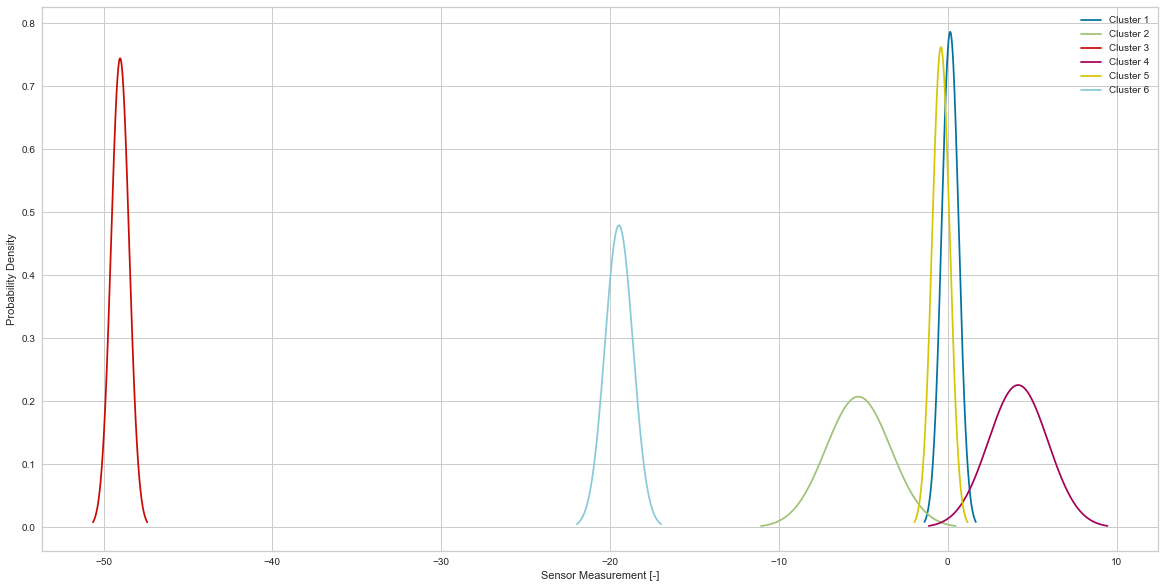 0.8
0.7
0.6
0.5
0.4
0.3
0.2
0.1
0.0
Probability Density
Cluster 1
Cluster 2
Cluster 3
Cluster 4
Cluster 5
Cluster 6
−50
−40
−30
−20
−10
0
10
Sensor Measurement [-]